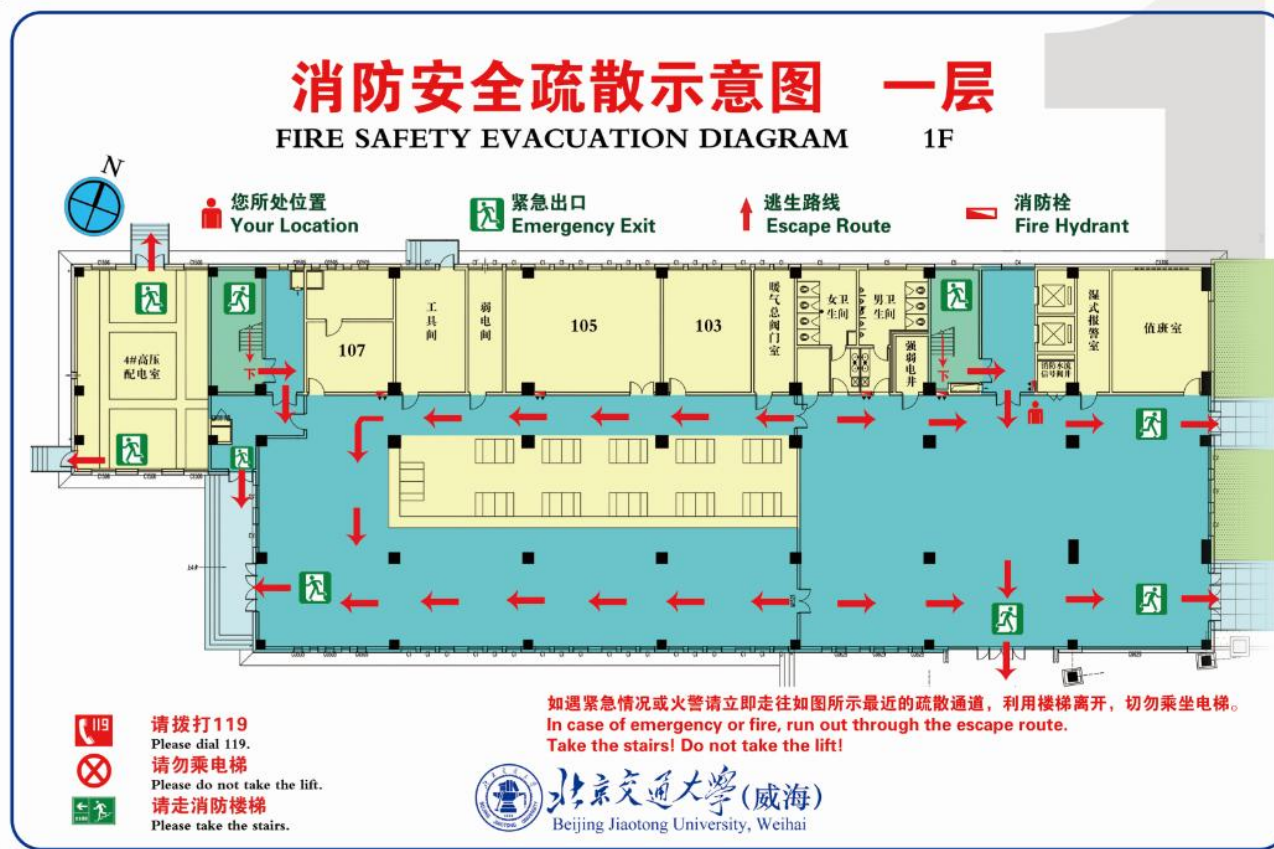 消防安全疏散示意图 一层
FIRE SAFETY EVACUATION DIAGRAM 1F
N
您所处位置
Your Location
紧急出口
Emergency Exit
逃生路线
Escape Route
消防栓
Fire Hydrant
4#高压
配电室
下
107
工具间
弱电间
105
103
暖气总阀门室
女卫
生间
男卫
生间
强弱电井
下
消防水流
信号阀井
湿式报警室
值班室
119
请拨打119
Please dial 119.
请勿乘电梯
Please do not take the lift.
请走消防楼梯
Please take the stairs.
如遇紧急情况或火警请立即走往如图所示最近的疏散通道，利用楼梯离开，切勿乘坐电梯。
In case of emergency or fire, run out through the escape route.
Take the stairs! Do not take the lift!
北京交通大学(威海)
Beijing Jiaotong University, Weihai